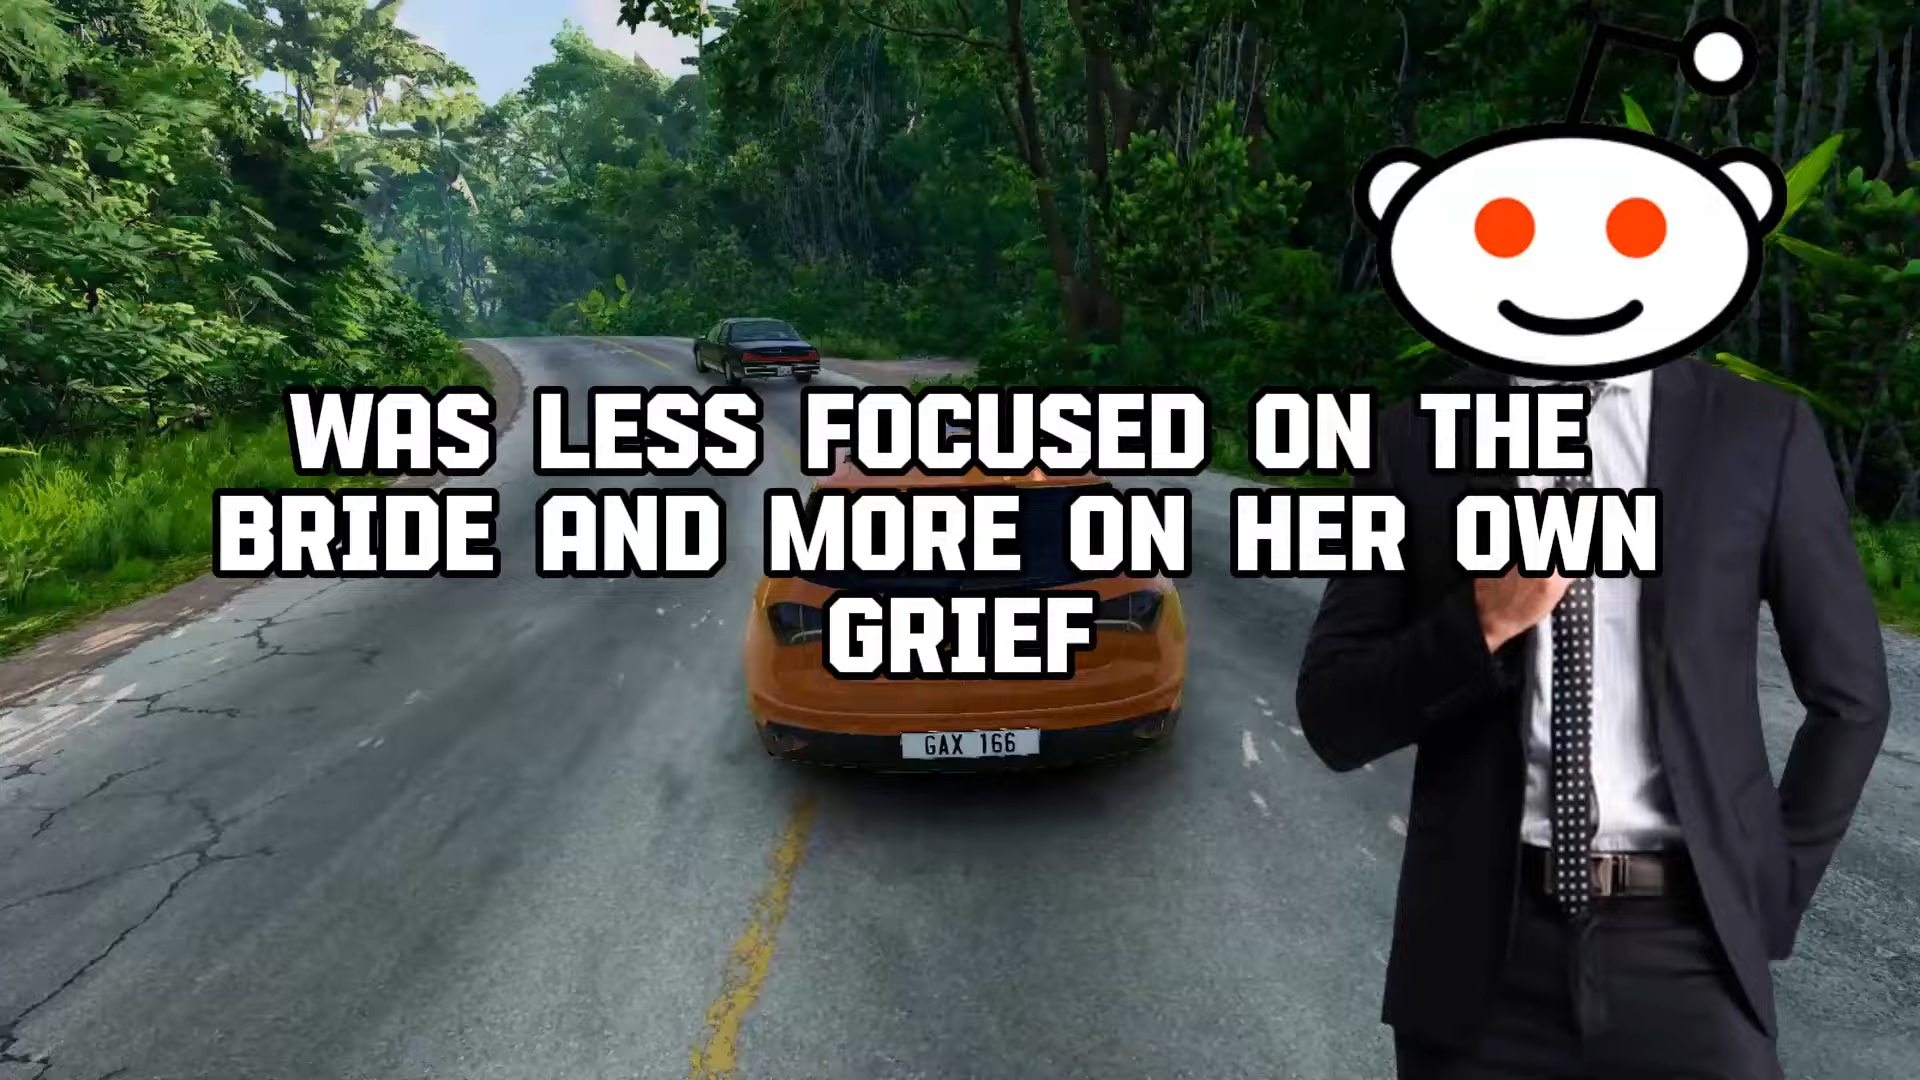 WAS LESS FOCUSED ON THE
BRIDE AND MORE ON HER OWN
GRIEF
GAX 166